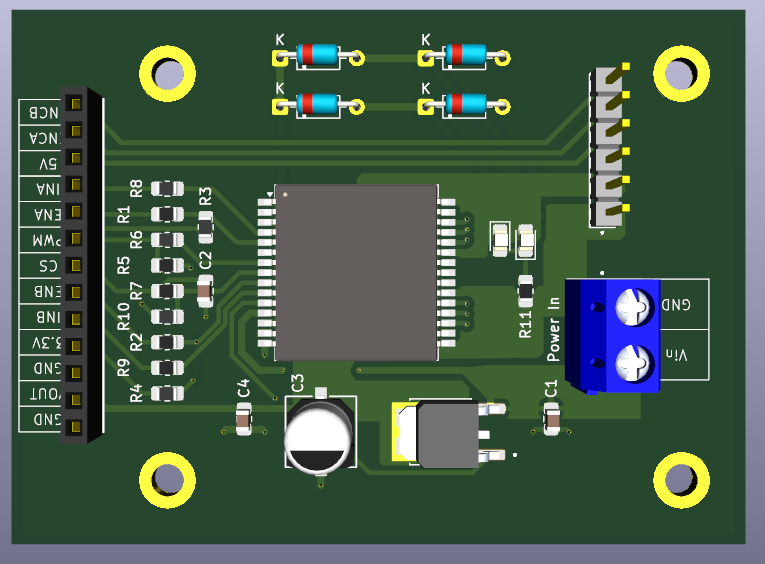 K
K
K
K
NCB
NCA
5V
INA
ENA
PWM
CS
ENB
INB
3.3V
GND
VOUT
GND
R8
R3
R1
R6
R5
C2
R7
R10
R2
R9
R4
R11
Power In
GND
Vin
C4
C3
C1